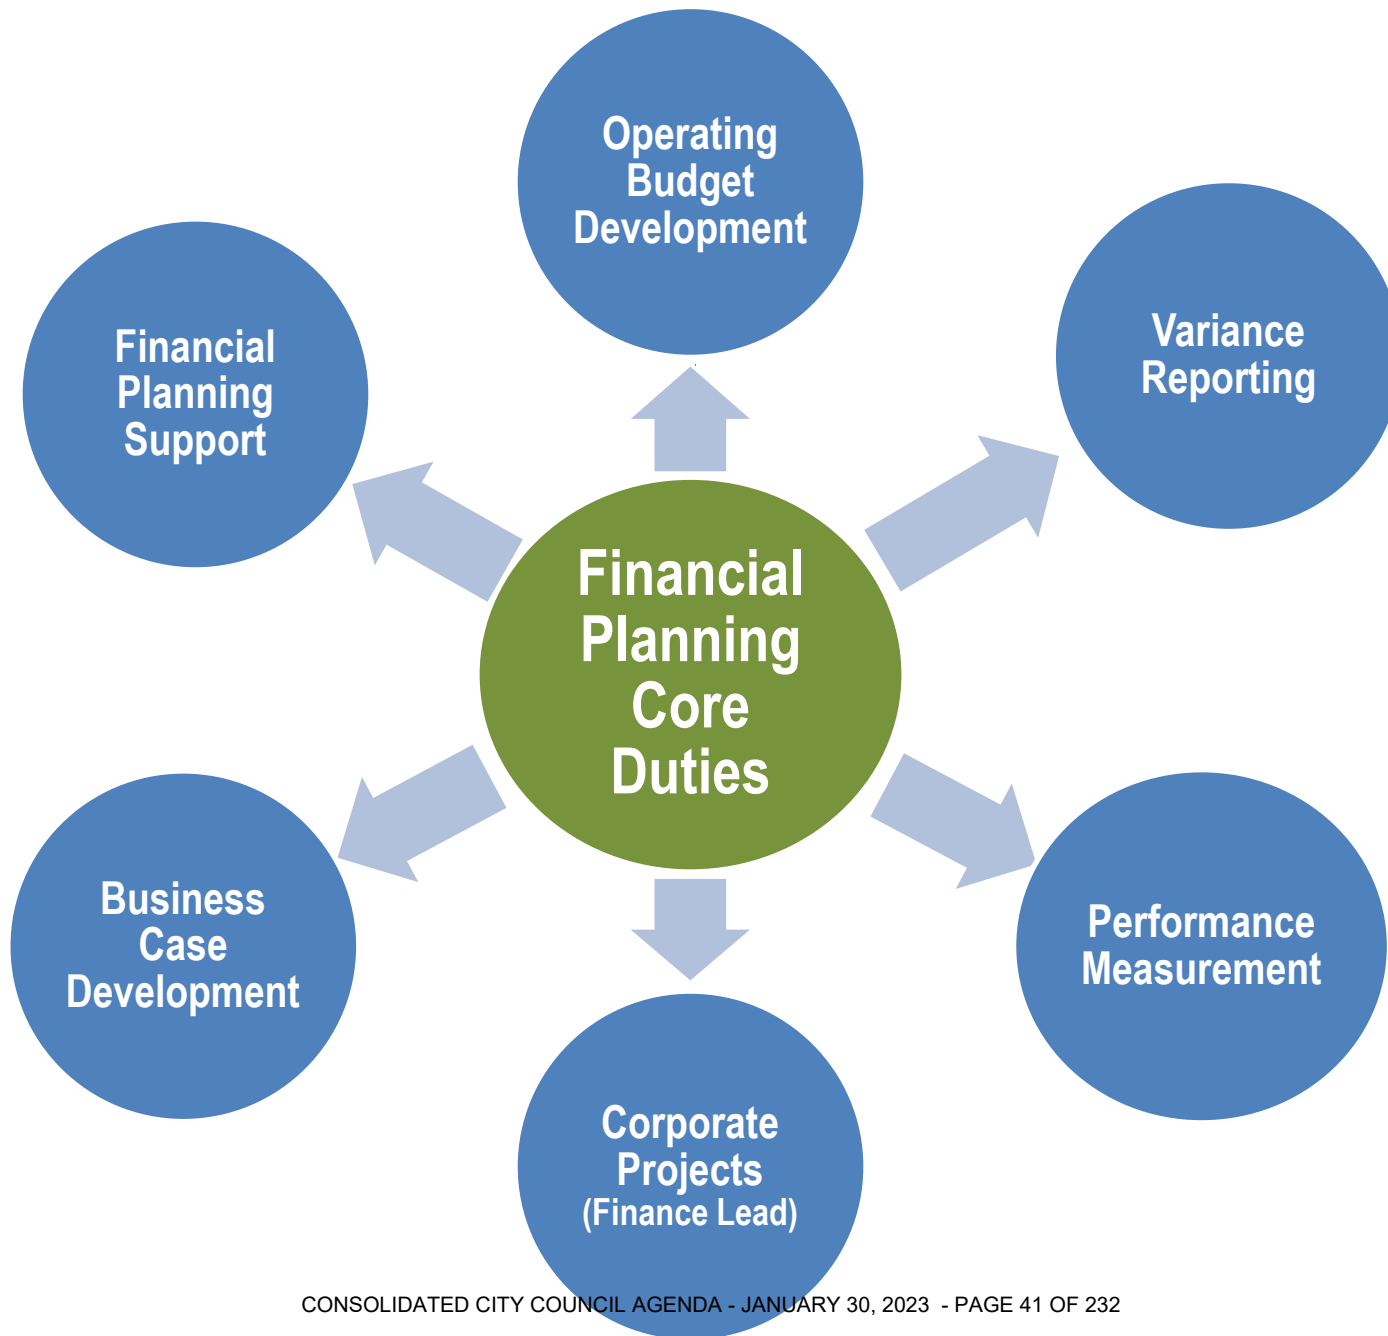 Operating
Budget
Development
Variance
Reporting
Financial
Planning
Support
Financial
Planning
Core
Duties
Business
Case
Development
Performance
Measurement
Corporate
Projects
(Finance Lead)
CONSOLIDATED CITY COUNCIL AGENDA - JANUARY 30, 2023 - PAGE 41 OF 232